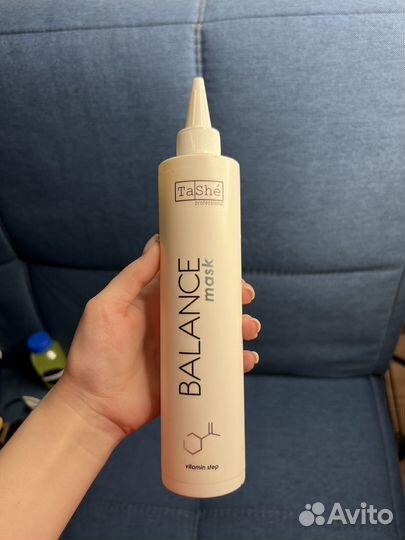 TaShé
professional
BALANCE
mask
vitamin step
Avito